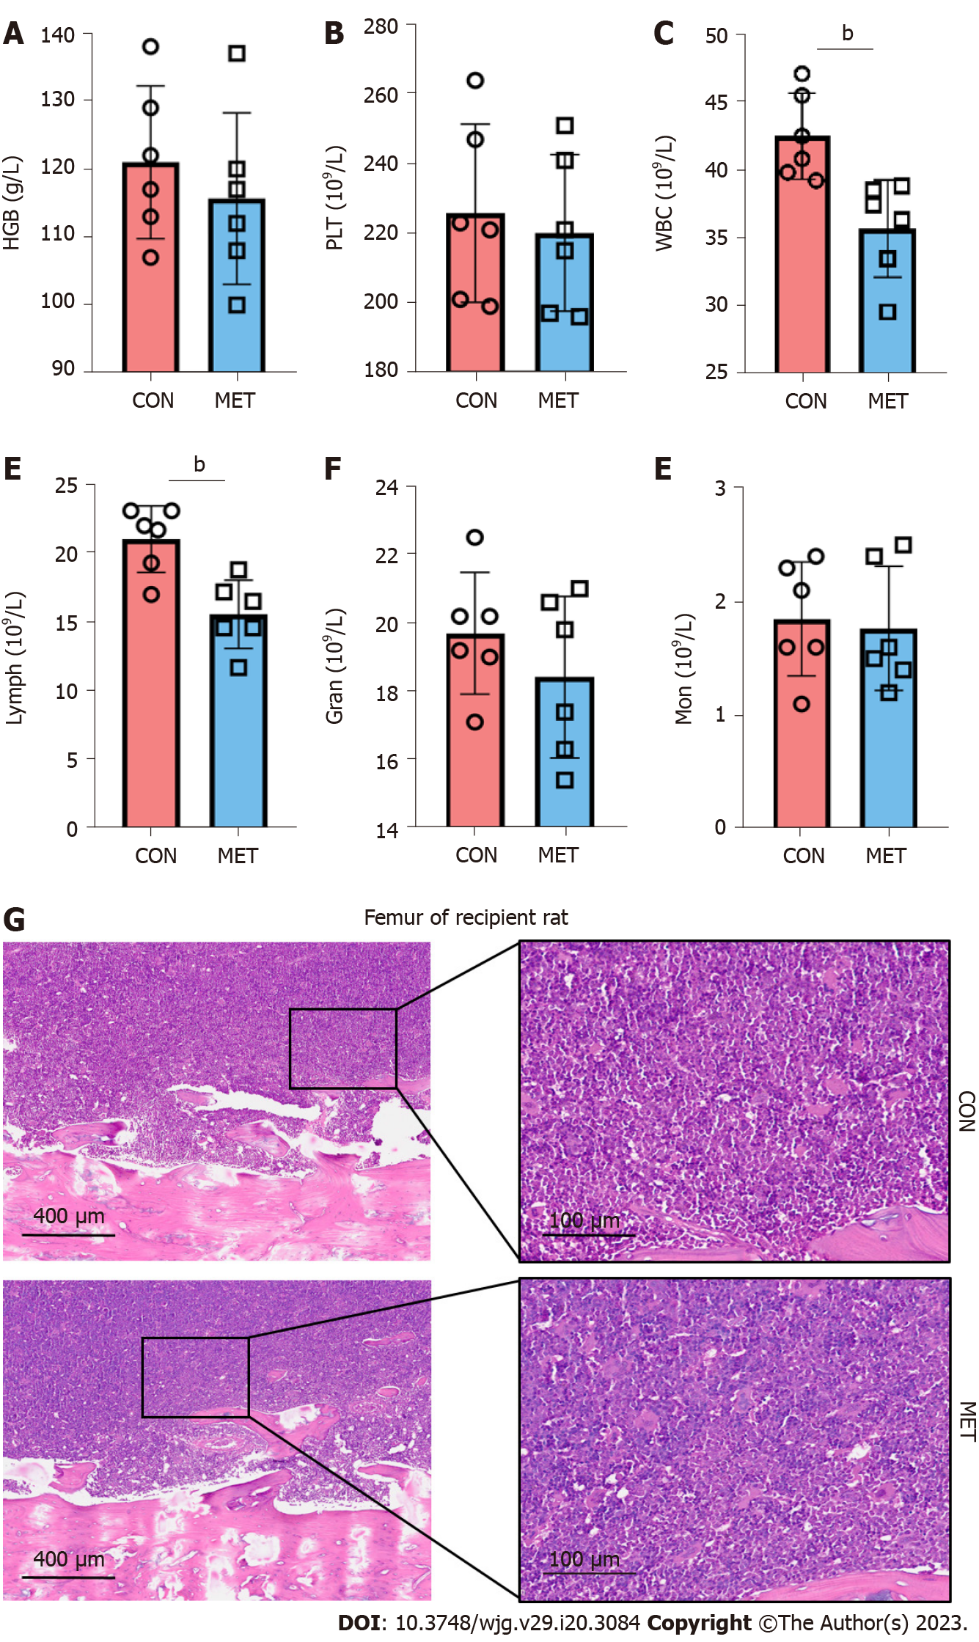 A
HGB (g/L)
140
130
120
110
100
90
CON MET
B
PLT (10⁹/L)
280
260
240
220
200
180
CON MET
C
WBC (10⁹/L)
50
45
40
35
30
25
b
CON MET
E
Lymph (10⁹/L)
25
20
15
10
5
0
b
CON MET
F
Gran (10⁹/L)
24
22
20
18
16
14
CON MET
E
Mon (10⁹/L)
3
2
1
0
CON MET
G
Femur of recipient rat
400 μm
100 μm
CON
400 μm
100 μm
MET
DOI: 10.3748/wjg.v29.i20.3084 Copyright ©The Author(s) 2023.